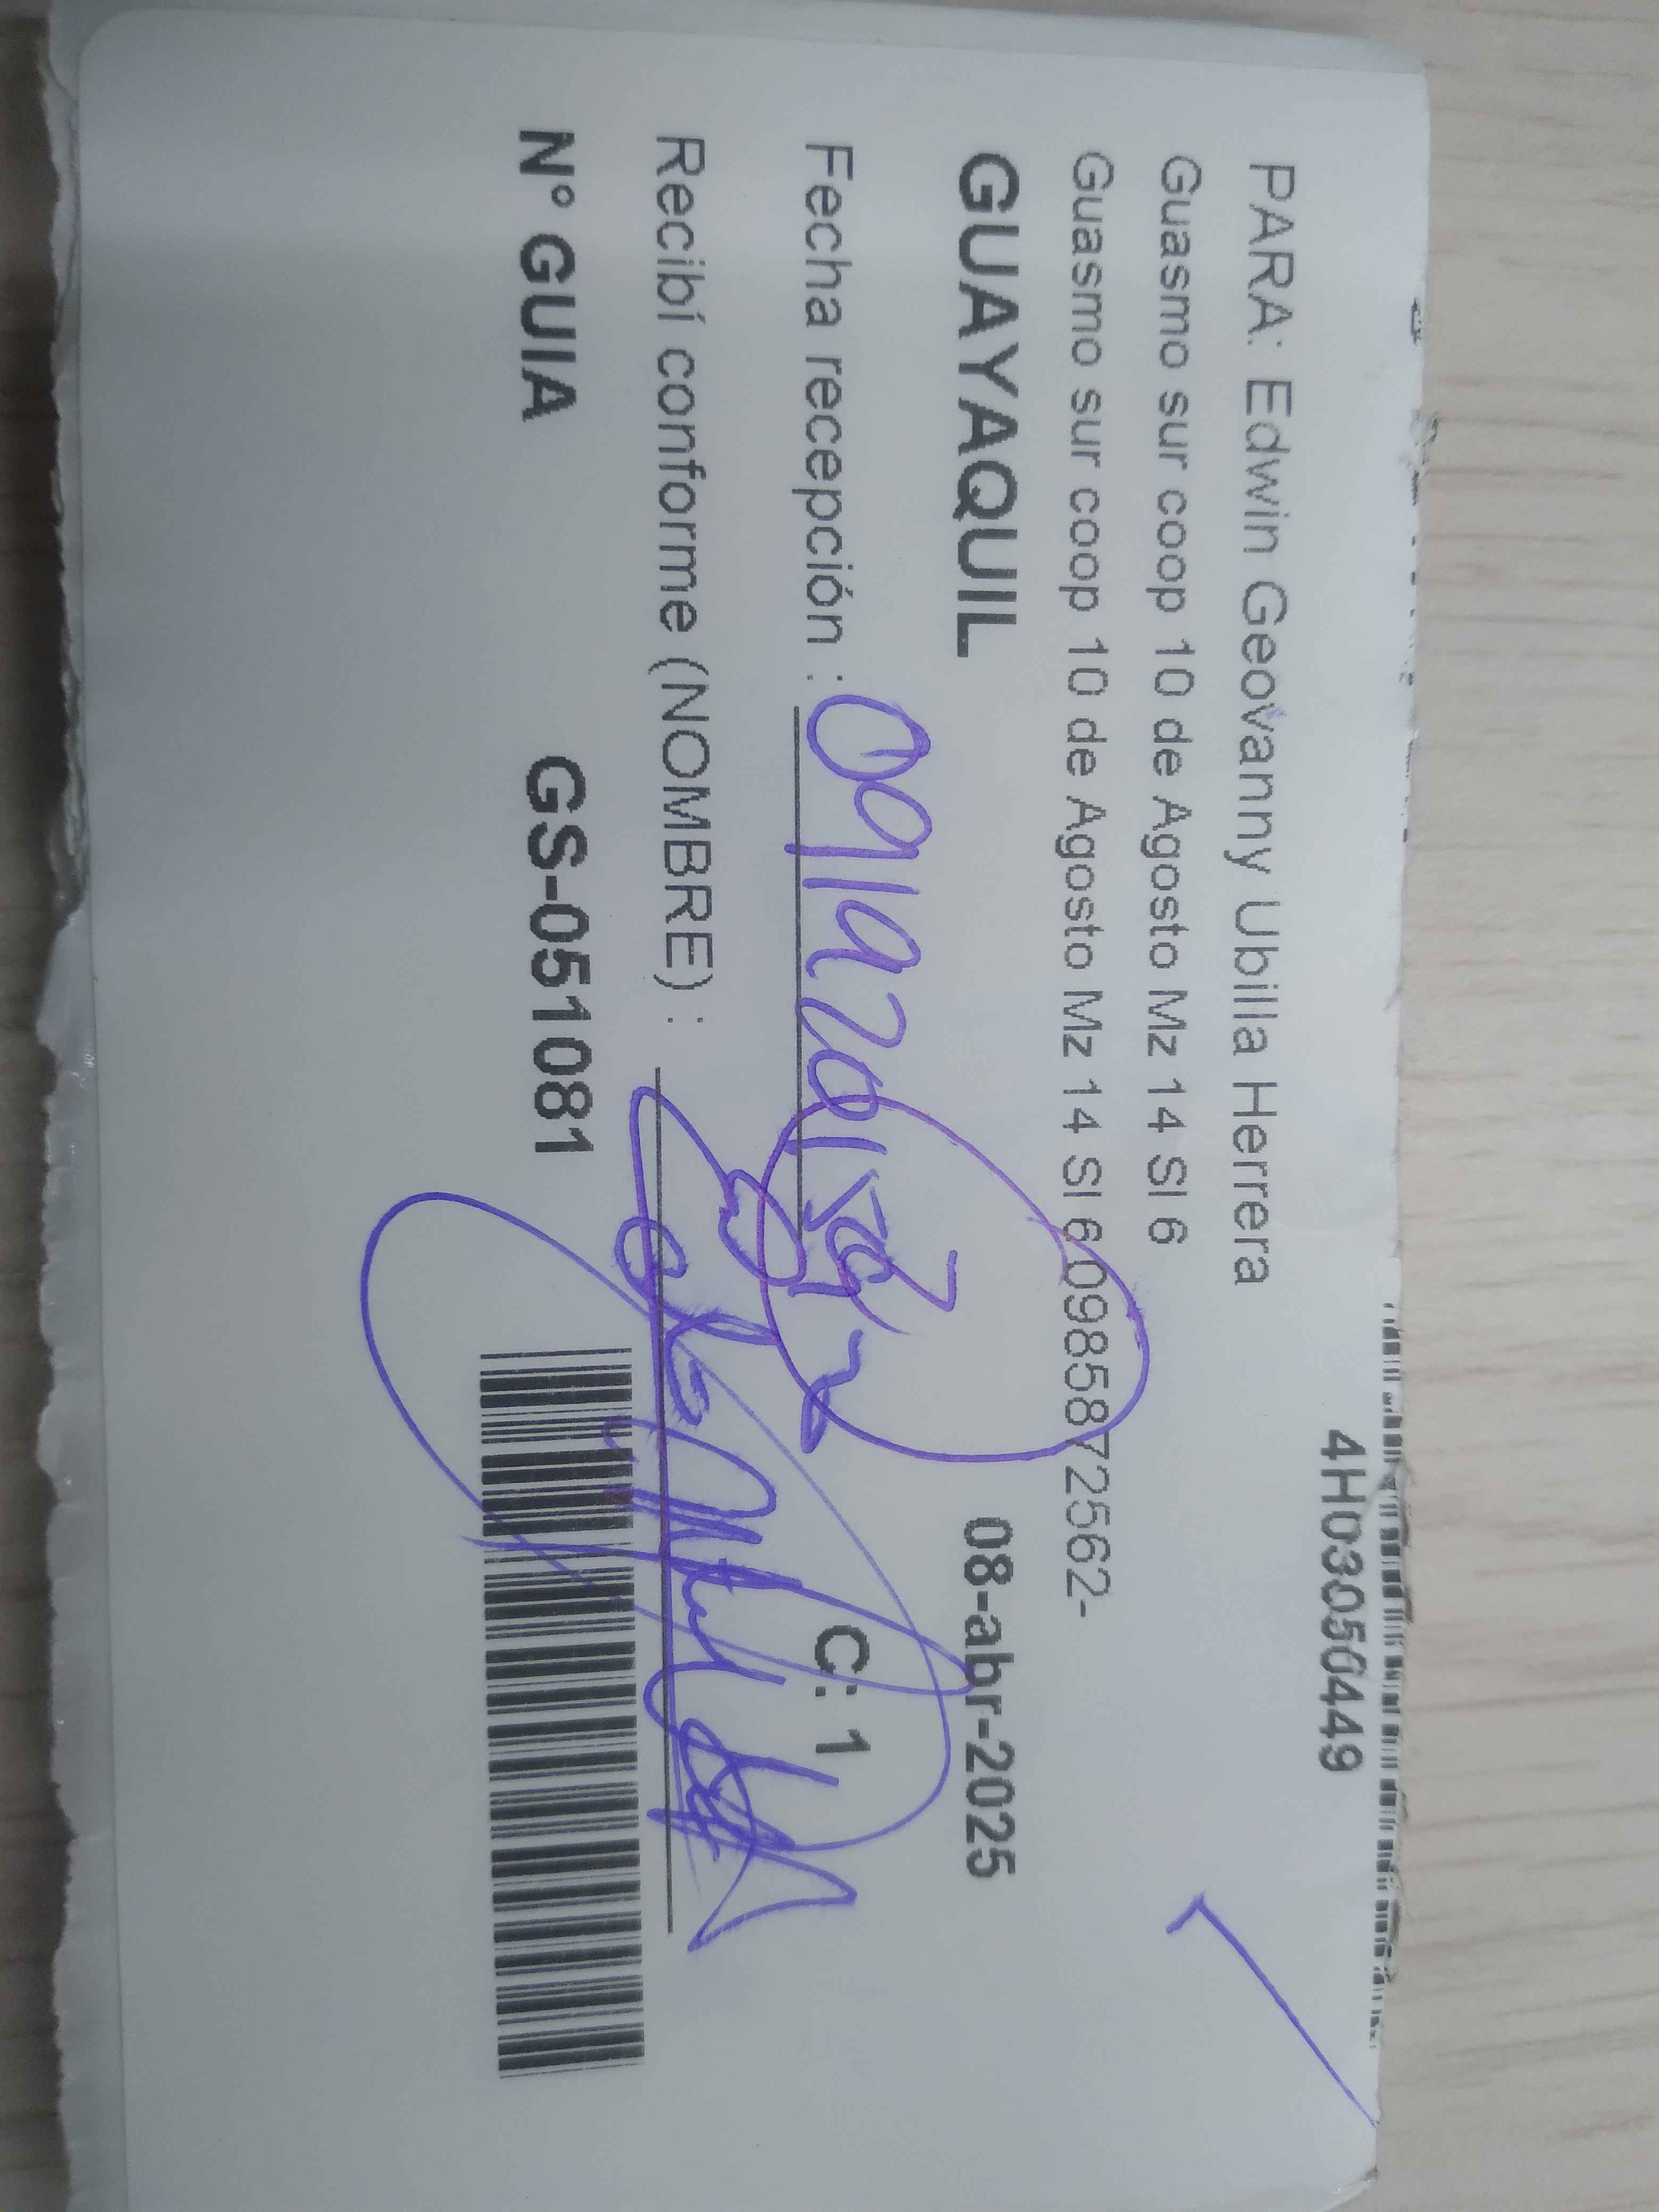 4H03050449
PARA: Edwin Geovanny Ubilla Herrera
Guasmo sur coop 10 de Agosto Mz 14 Sl 6
Guasmo sur coop 10 de Agosto Mz 14 Sl 6 0985872562-
GUAYAQUIL 08-abr-2025
Fecha recepción : C: 1
Recibí conforme (NOMBRE) :
Nº GUIA GS-051081